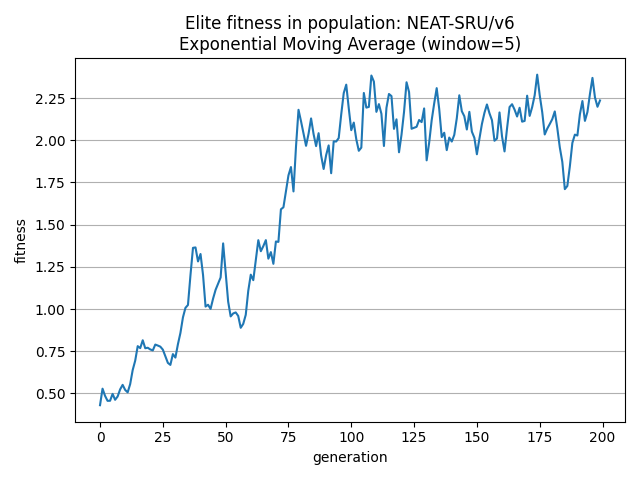 Elite fitness in population: NEAT-SRU/v6
Exponential Moving Average (window=5)
fitness
2.25
2.00
1.75
1.50
1.25
1.00
0.75
0.50
0 25 50 75 100 125 150 175 200
generation